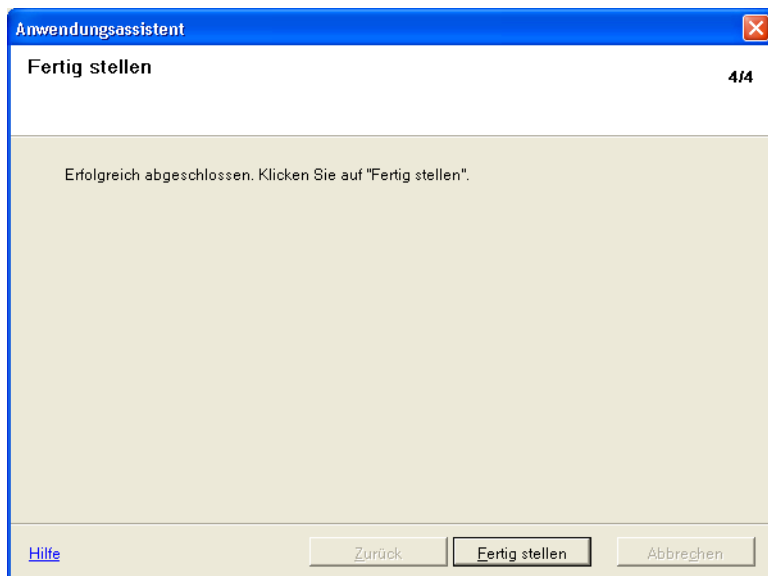 Anwendungsassistent
Fertig stellen
4/4
Erfolgreich abgeschlossen. Klicken Sie auf "Fertig stellen".
Hilfe
Zurück
Fertig stellen
Abbrechen